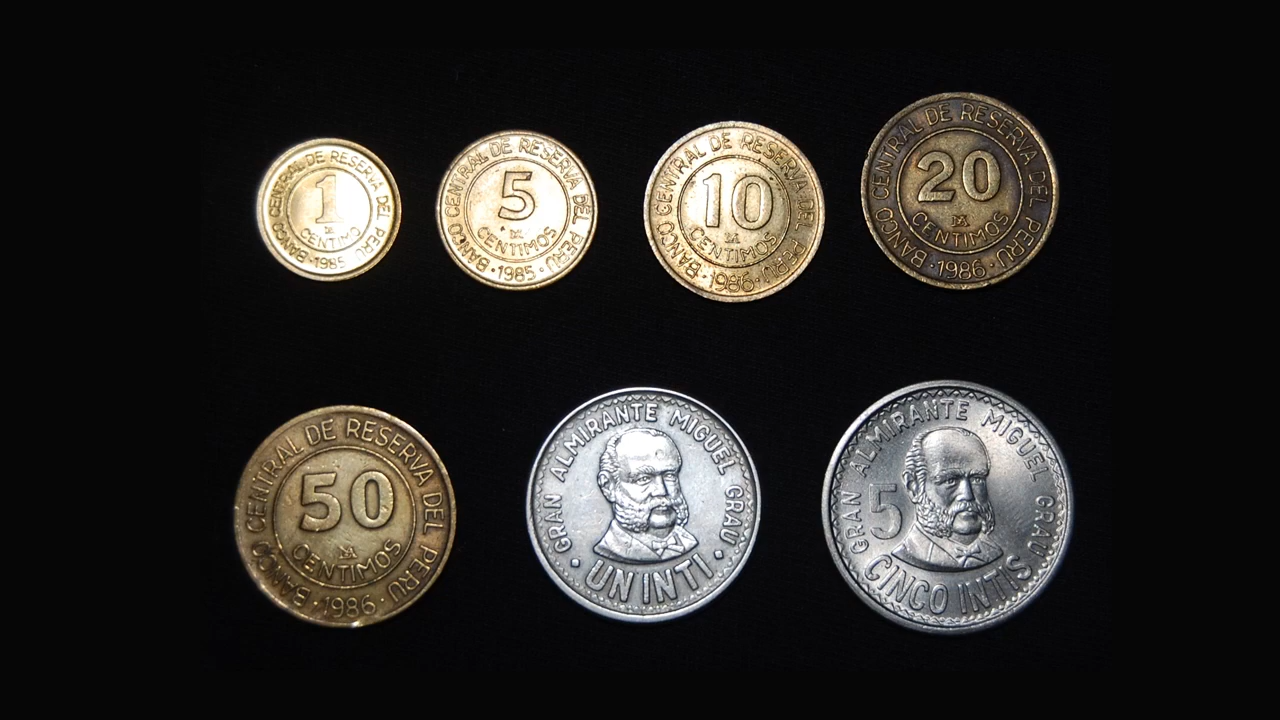 BANCO CENTRAL DE RESERVA DEL PERU
1
CENTIMO
· 1985 ·
BANCO CENTRAL DE RESERVA DEL PERU
5
CENTIMOS
· 1985 ·
BANCO CENTRAL DE RESERVA DEL PERU
10
CENTIMOS
· 1986 ·
BANCO CENTRAL DE RESERVA DEL PERU
20
CENTIMOS
· 1986 ·
BANCO CENTRAL DE RESERVA DEL PERU
50
CENTIMOS
· 1986 ·
GRAN ALMIRANTE MIGUEL GRAU
· UN INTI ·
GRAN ALMIRANTE MIGUEL GRAU
5
CINCO INTIS